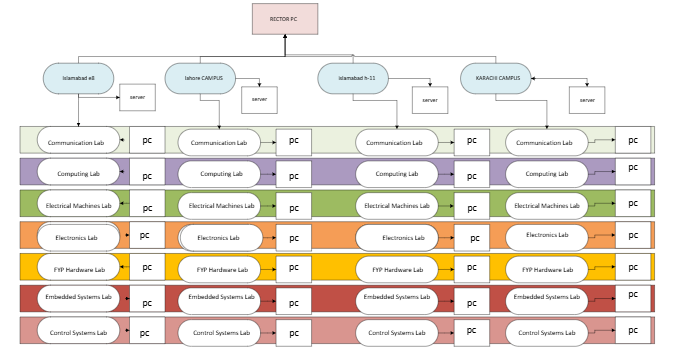 RECTOR PC
Islamabad e8
lahore CAMPUS
islamabad h-11
KARACHI CAMPUS
server
server
server
server
Communication Lab pc Communication Lab pc Communication Lab pc Communication Lab pc
Computing Lab pc Computing Lab pc Computing Lab pc Computing Lab pc
Electrical Machines Lab pc Electrical Machines Lab pc Electrical Machines Lab pc Electrical Machines Lab pc
Electronics Lab pc Electronics Lab pc Electronics Lab pc Electronics Lab pc
FYP Hardware Lab pc FYP Hardware Lab pc FYP Hardware Lab pc FYP Hardware Lab pc
Embedded Systems Lab pc Embedded Systems Lab pc Embedded Systems Lab pc Embedded Systems Lab pc
Control Systems Lab pc Control Systems Lab pc Control Systems Lab pc Control Systems Lab pc